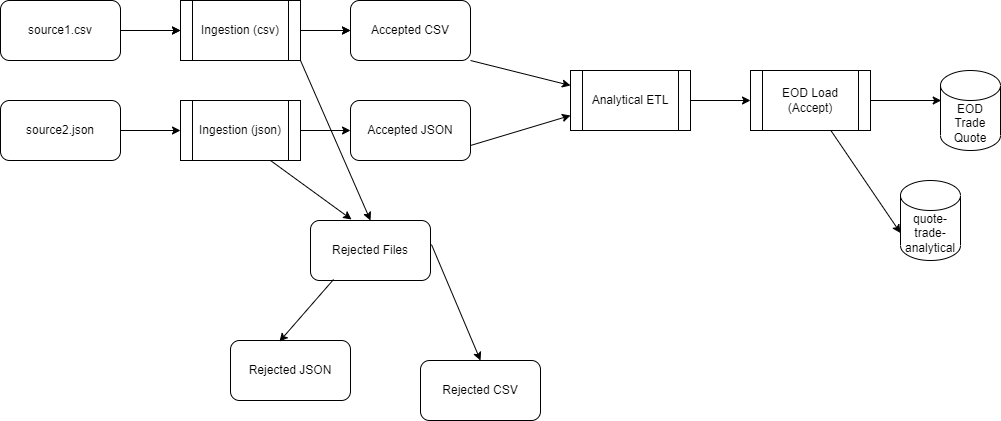 source1.csv
Ingestion (csv)
Accepted CSV
source2.json
Ingestion (json)
Accepted JSON
Analytical ETL
EOD Load
(Accept)
EOD
Trade
Quote
quote-
trade-
analytical
Rejected Files
Rejected JSON
Rejected CSV